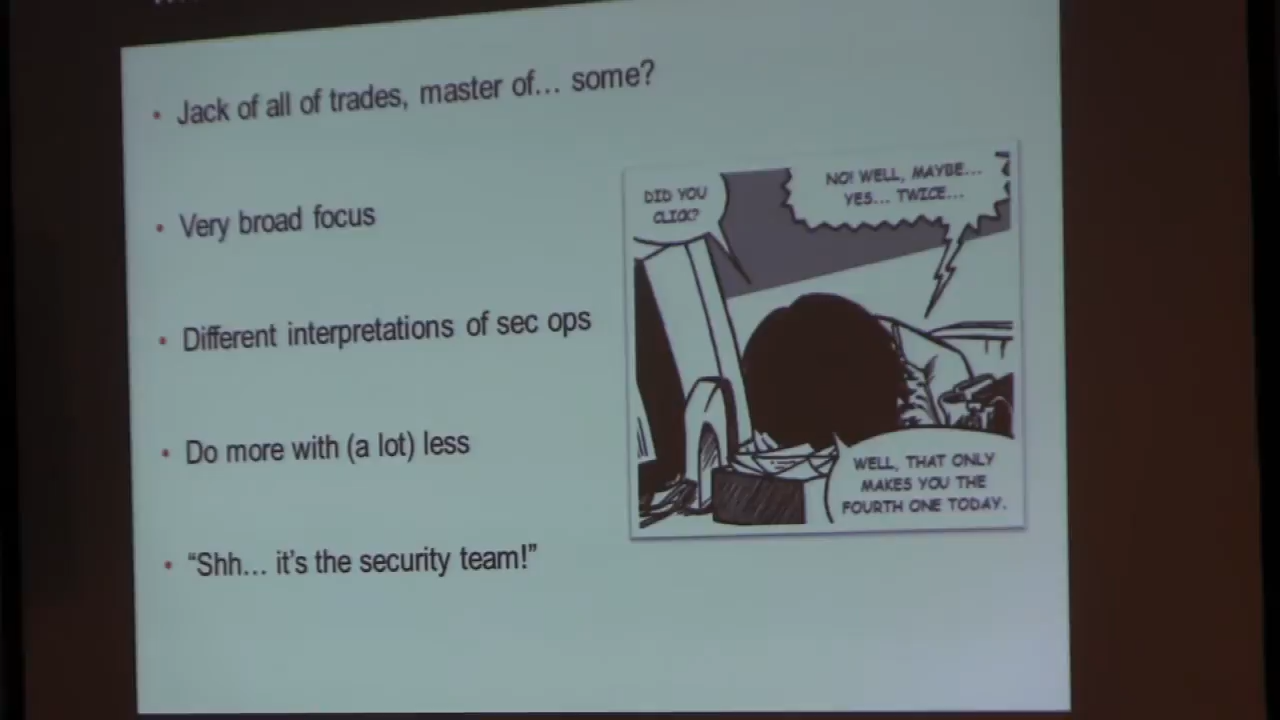 • Jack of all of trades, master of... some?
• Very broad focus
• Different interpretations of sec ops
• Do more with (a lot) less
• “Shh... it’s the security team!”
DID YOU
CLICK?
NO! WELL, MAYBE...
YES... TWICE...
WELL, THAT ONLY
MAKES YOU THE
FOURTH ONE TODAY.